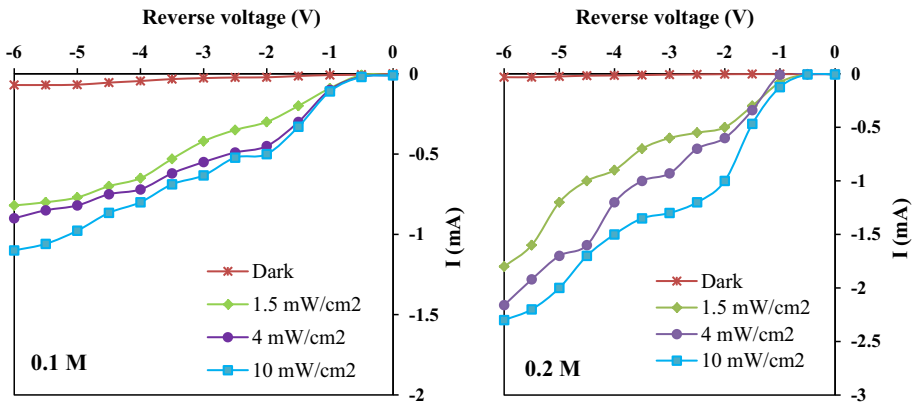 Reverse voltage (V)
-6 -5 -4 -3 -2 -1 0
0
-0.5
-1
-1.5
-2
I (mA)
Dark
1.5 mW/cm2
4 mW/cm2
10 mW/cm2
0.1 M
Reverse voltage (V)
-6 -5 -4 -3 -2 -1 0
0
-0.5
-1
-1.5
-2
-2.5
-3
I (mA)
Dark
1.5 mW/cm2
4 mW/cm2
10 mW/cm2
0.2 M